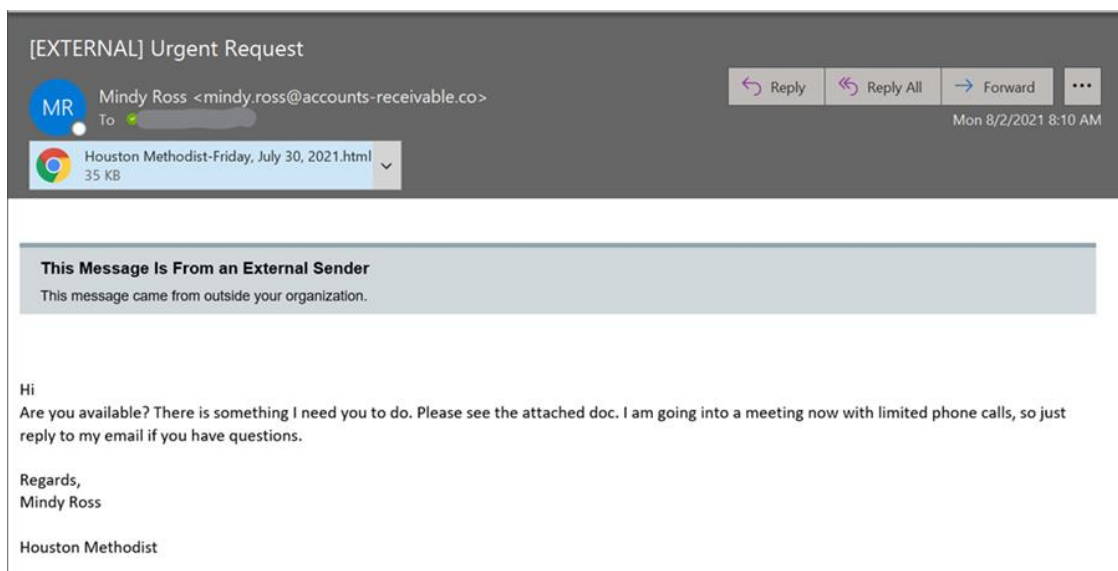 [EXTERNAL] Urgent Request
MR
Mindy Ross <mindy.ross@accounts-receivable.co>
To
Reply
Reply All
Forward
Mon 8/2/2021 8:10 AM
Houston Methodist-Friday, July 30, 2021.html
35 KB
This Message Is From an External Sender
This message came from outside your organization.
Hi
Are you available? There is something I need you to do. Please see the attached doc. I am going into a meeting now with limited phone calls, so just
reply to my email if you have questions.
Regards,
Mindy Ross
Houston Methodist